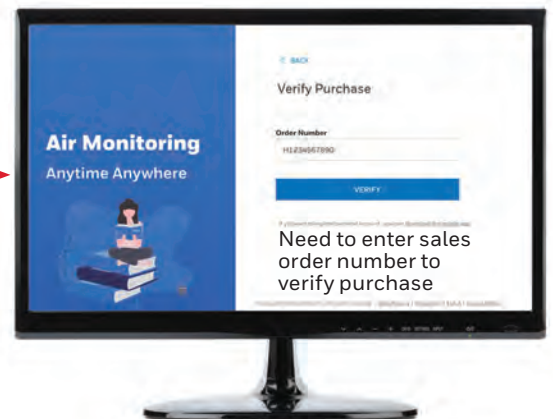 Air Monitoring
Anytime Anywhere
BACK
Verify Purchase
Order Number
H1234567890
VERIFY
Need to enter sales
order number to
verify purchase